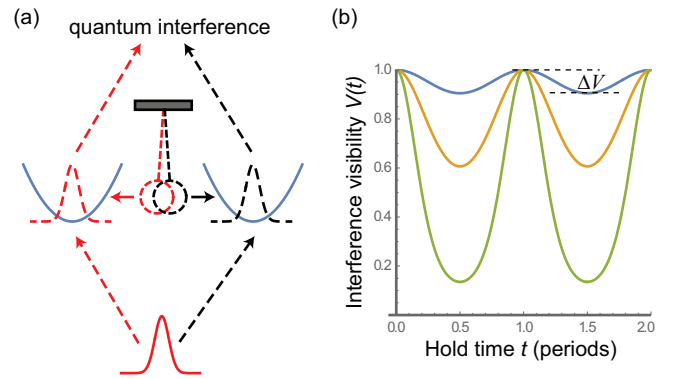 (a)
quantum interference
(b)
Interference visibility V(t)
1.0
0.8
0.6
0.4
0.2
ΔV
0.0 0.5 1.0 1.5 2.0
Hold time t (periods)